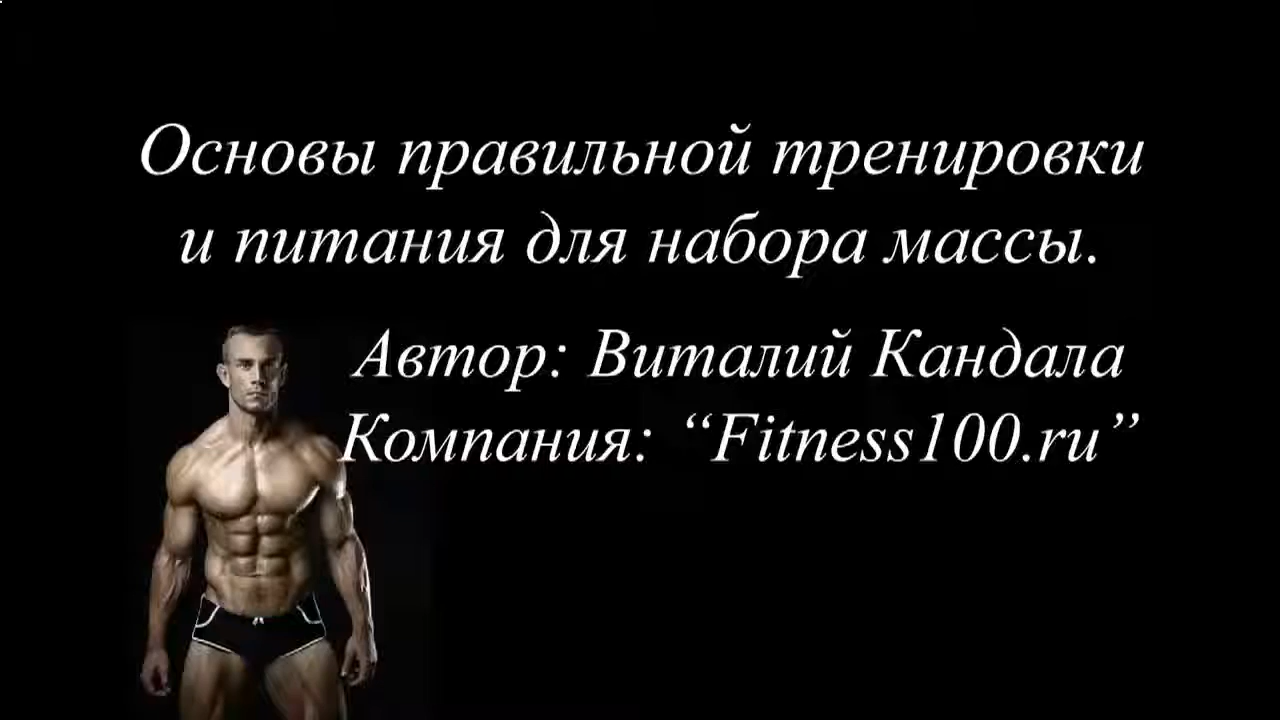 Основы правильной тренировки
и питания для набора массы.
Автор: Виталий Кандала
Компания: “Fitness100.ru”